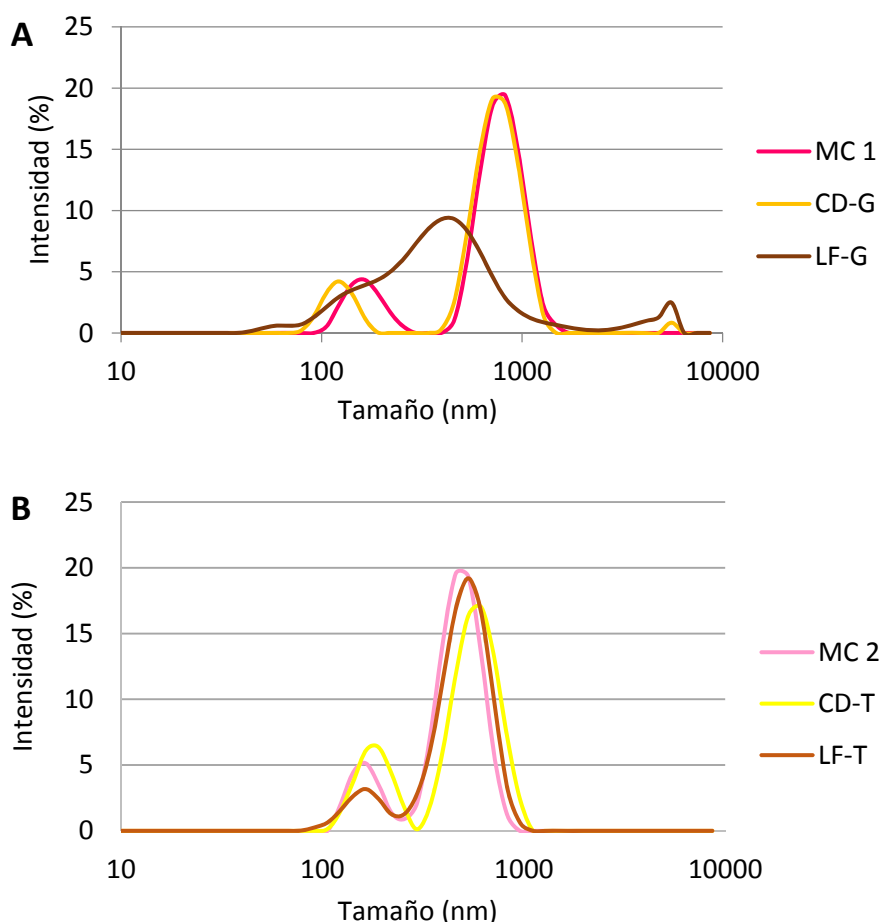 A
25
20
15
10
5
0
Intensidad (%)
10 100 1000 10000
Tamaño (nm)
MC 1
CD-G
LF-G
B
25
20
15
10
5
0
Intensidad (%)
10 100 1000 10000
Tamaño (nm)
MC 2
CD-T
LF-T